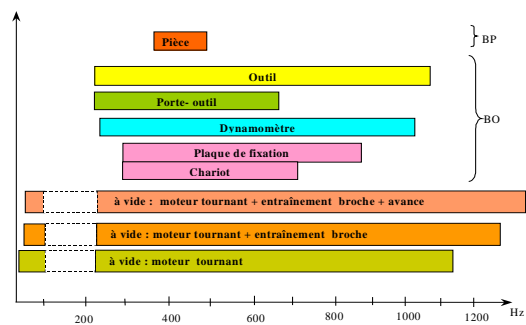 Pièce
BP
Outil
Porte- outil
BO
Dynamomètre
Plaque de fixation
Chariot
à vide : moteur tournant + entraînement broche + avance
à vide : moteur tournant + entraînement broche
à vide : moteur tournant
200 400 600 800 1000 1200 Hz